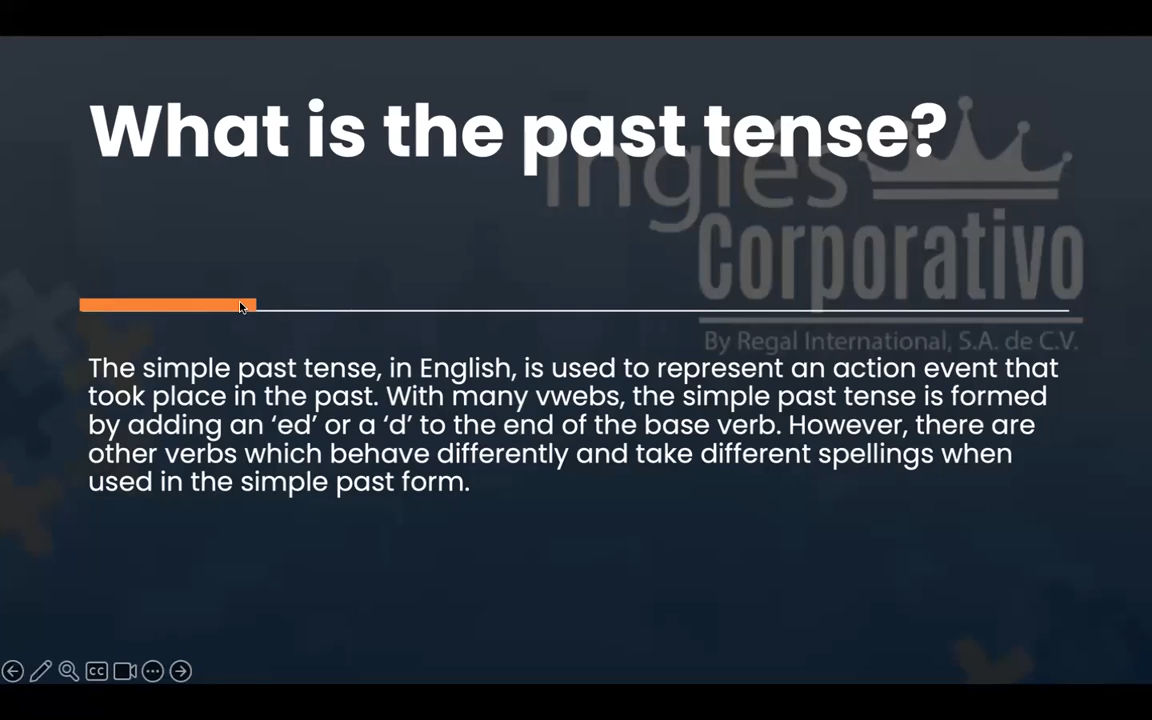 What is the past tense?
Inglés
Corporativo
By Regal International, S.A. de C.V.
The simple past tense, in English, is used to represent an action event that
took place in the past. With many vwebs, the simple past tense is formed
by adding an ‘ed’ or a ‘d’ to the end of the base verb. However, there are
other verbs which behave differently and take different spellings when
used in the simple past form.
CC